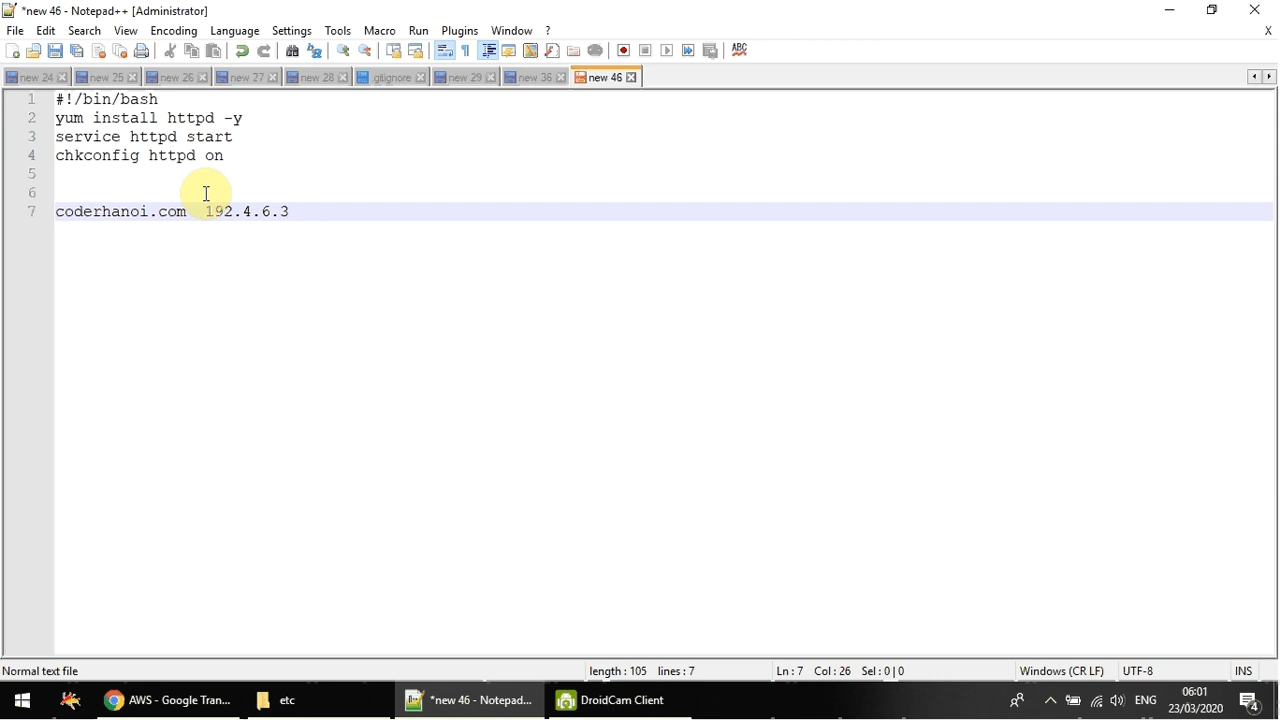 *new 46 - Notepad++ [Administrator]
File Edit Search View Encoding Language Settings Tools Macro Run Plugins Window ? X
new 24 new 25 new 26 new 27 new 28 gitignore new 29 new 36 new 46
1 #!/bin/bash
2 yum install httpd -y
3 service httpd start
4 chkconfig httpd on
5
6
7 coderhanoi.com  192.4.6.3
Normal text file length : 105 lines : 7 Ln : 7 Col : 26 Sel : 0 | 0 Windows (CR LF) UTF-8 INS
AWS - Google Tran... etc *new 46 - Notepad... DroidCam Client ENG 06:01
23/03/2020 4